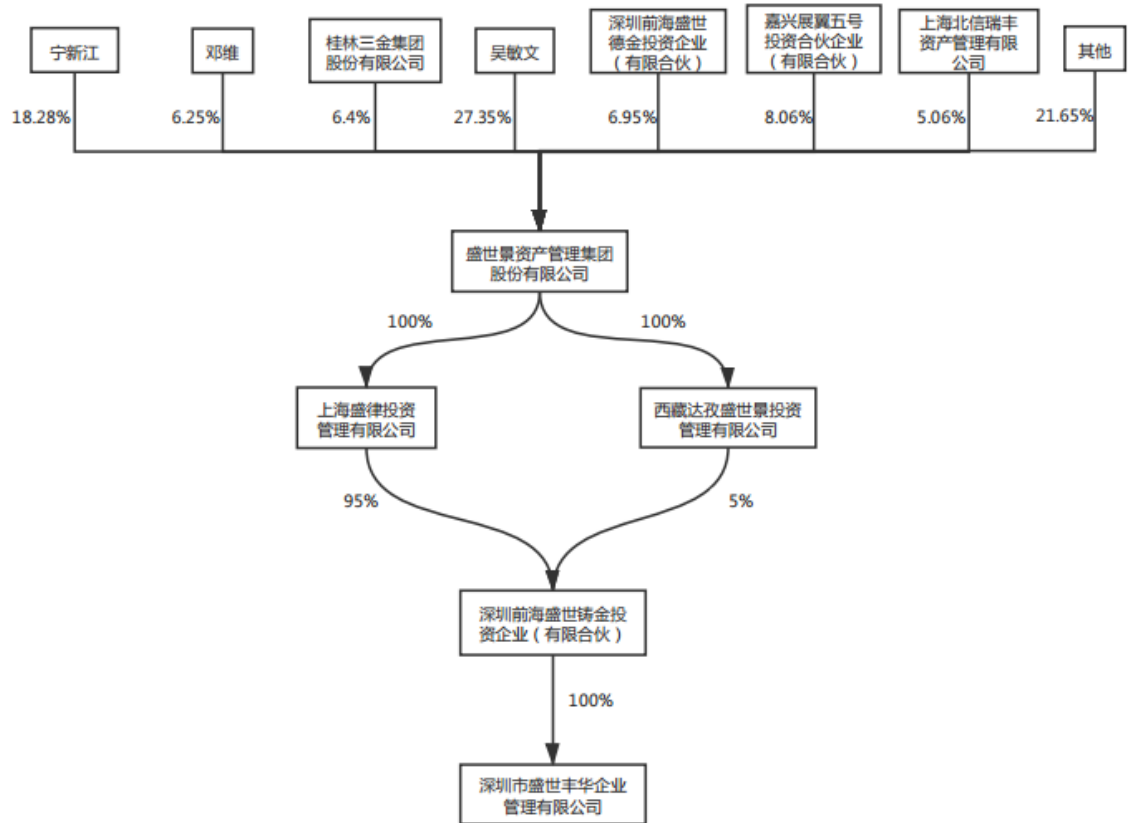 宁新江
邓维
桂林三金集团
股份有限公司
吴敏文
深圳前海盛世
德金投资企业
（有限合伙）
嘉兴展翼五号
投资合伙企业
（有限合伙）
上海北信瑞丰
资产管理有限
公司
其他
18.28%
6.25%
6.4%
27.35%
6.95%
8.06%
5.06%
21.65%
盛世景资产管理集团
股份有限公司
100%
100%
上海盛律投资
管理有限公司
西藏达孜盛世景投资
管理有限公司
95%
5%
深圳前海盛世铸金投
资企业（有限合伙）
100%
深圳市盛世丰华企业
管理有限公司